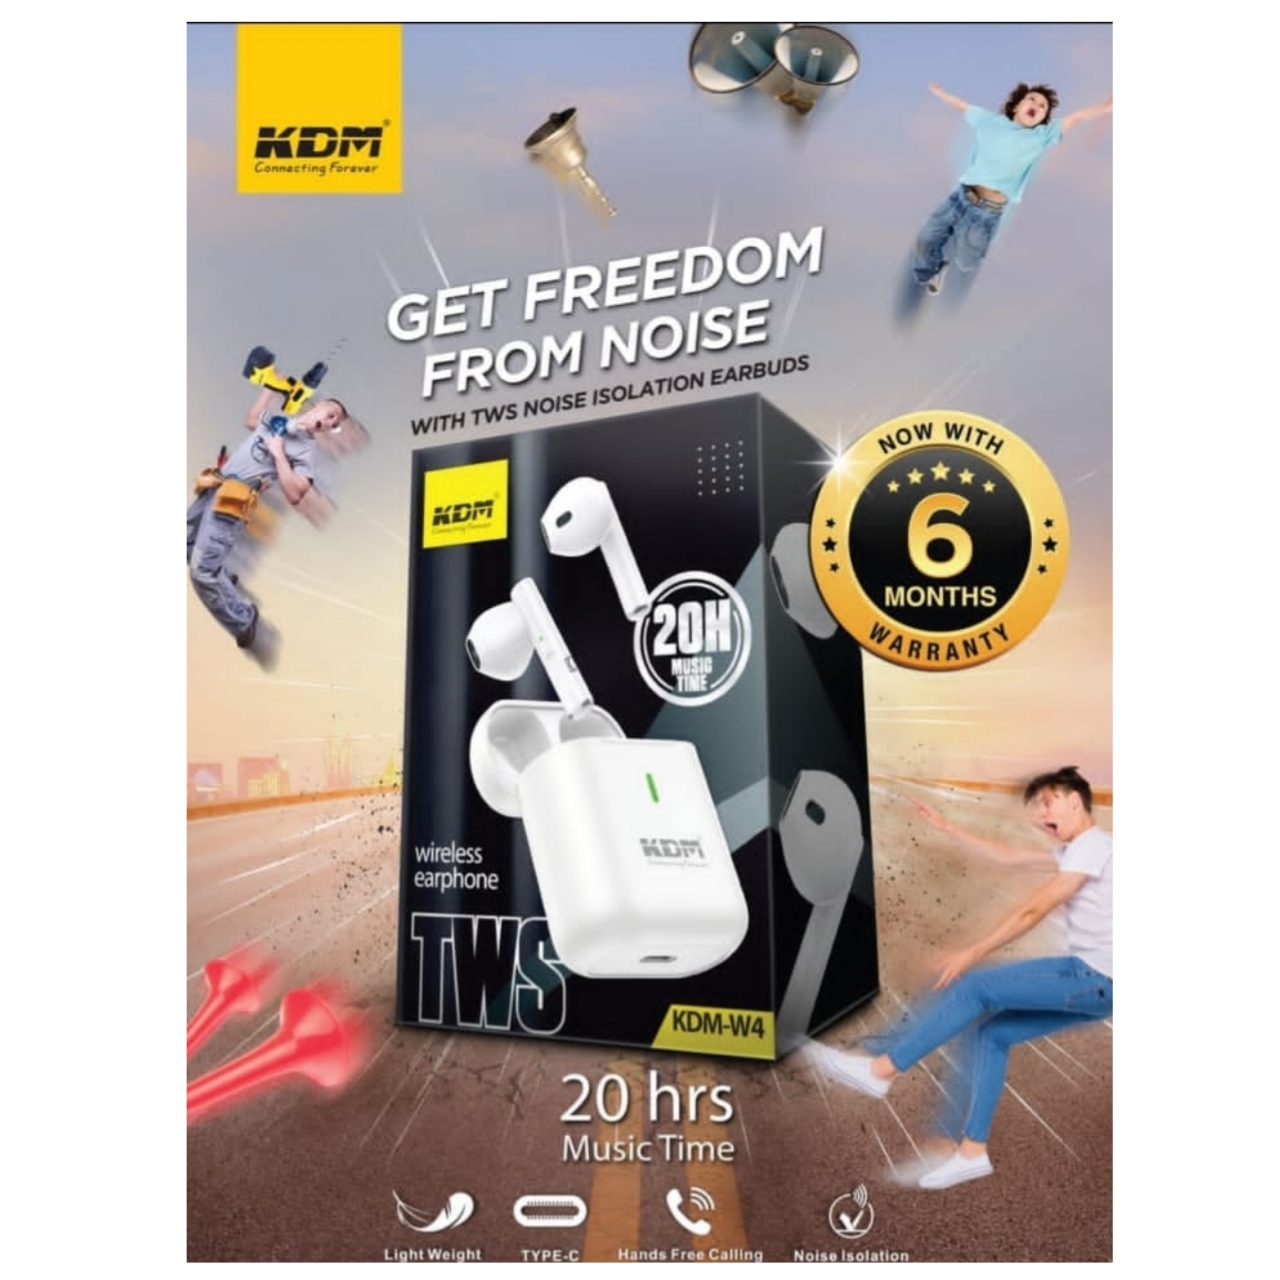 KDM®
Connecting Forever
GET FREEDOM
FROM NOISE
WITH TWS NOISE ISOLATION EARBUDS
NOW WITH
6
MONTHS
WARRANTY
KDM
Connecting Forever
20H
MUSIC
TIME
KDM
Connecting Forever
wireless
earphone
TWS
KDM-W4
20 hrs
Music Time
Light Weight
TYPE-C
Hands Free Calling
Noise Isolation